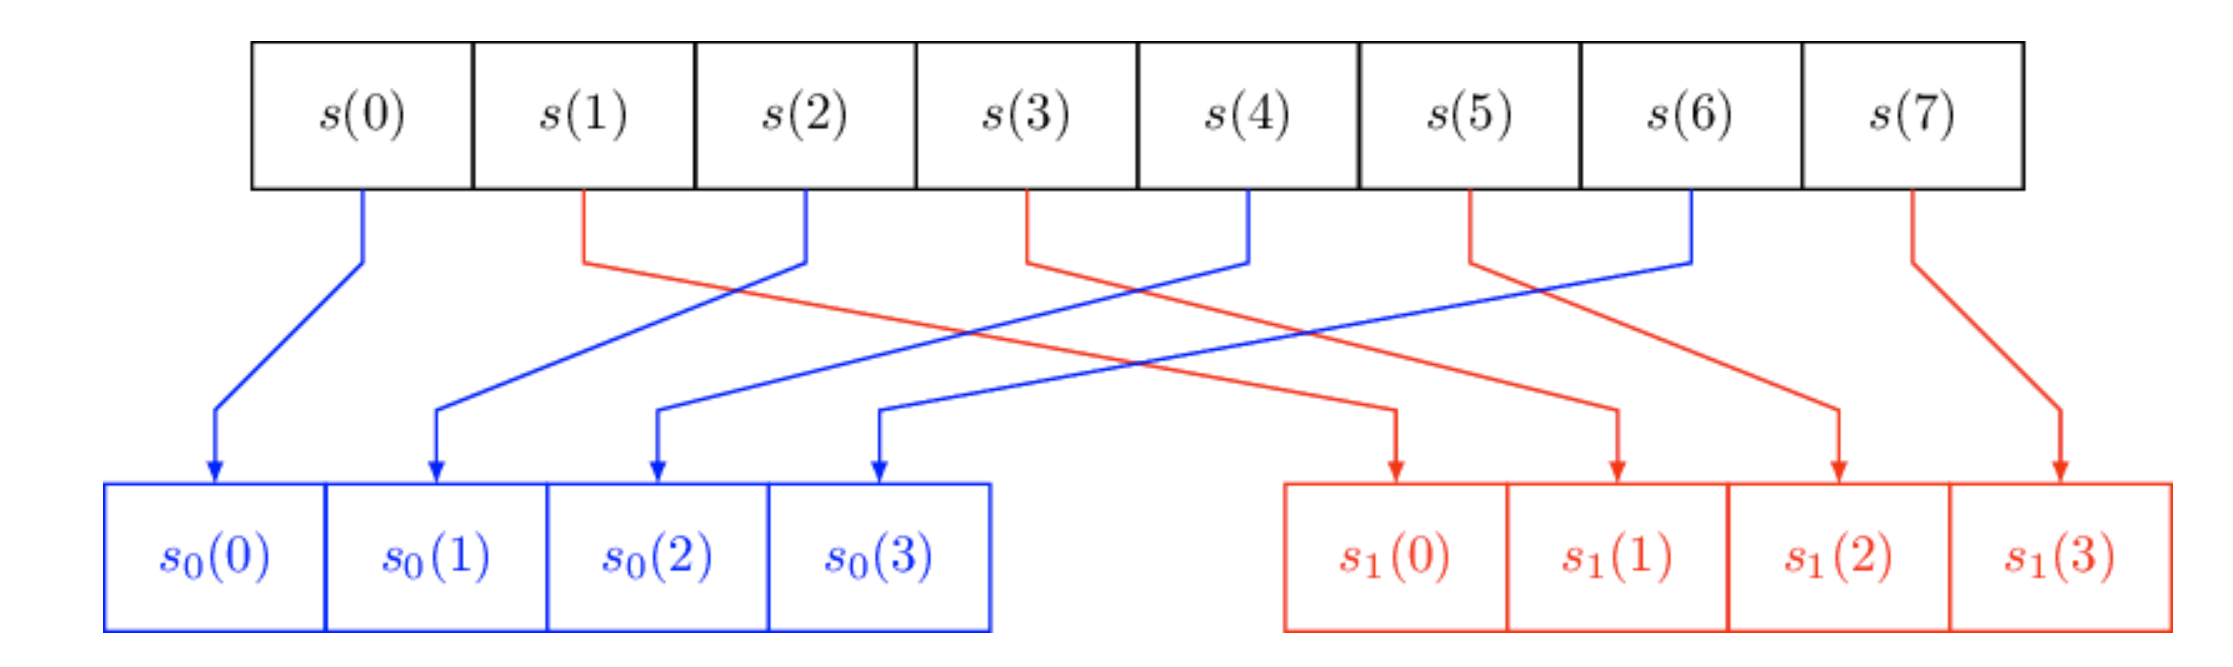 s(0) s(1) s(2) s(3) s(4) s(5) s(6) s(7)
s₀(0) s₀(1) s₀(2) s₀(3) s₁(0) s₁(1) s₁(2) s₁(3)